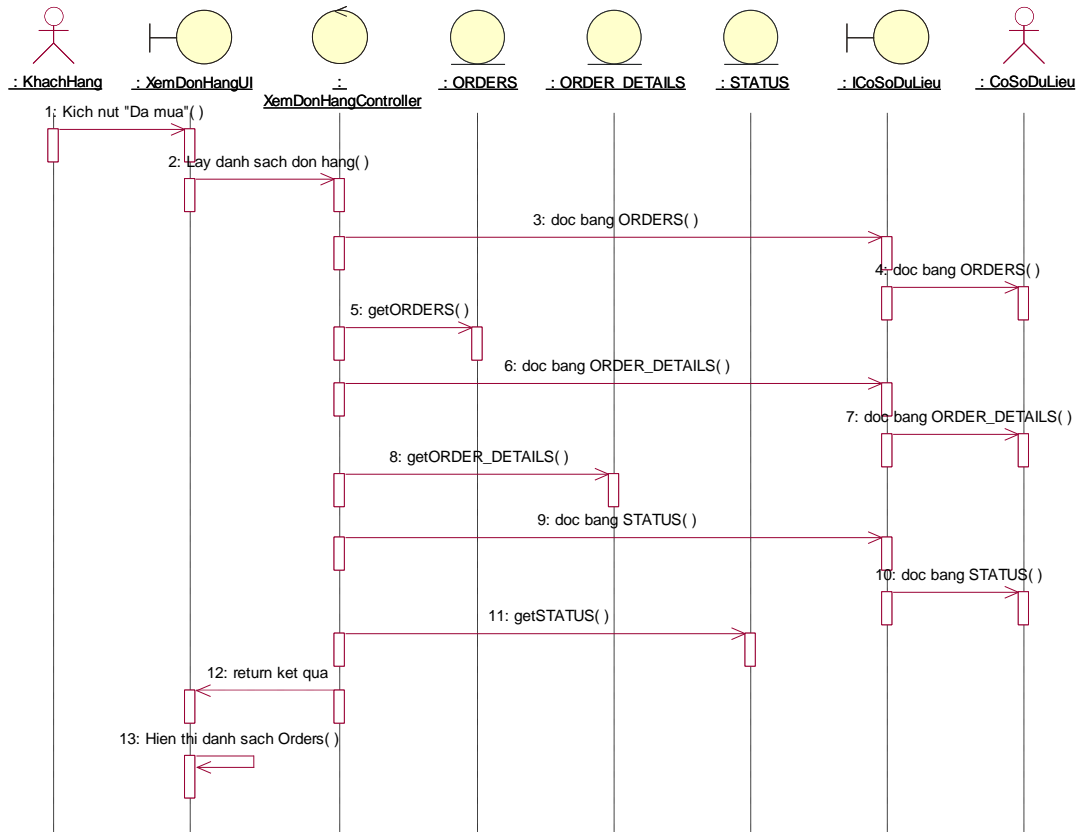 : KhachHang
: XemDonHangUI
:
XemDonHangController
: ORDERS
: ORDER_DETAILS
: STATUS
: ICoSoDuLieu
: CoSoDuLieu
1: Kich nut "Da mua"( )
2: Lay danh sach don hang( )
3: doc bang ORDERS( )
4: doc bang ORDERS( )
5: getORDERS( )
6: doc bang ORDER_DETAILS( )
7: doc bang ORDER_DETAILS( )
8: getORDER_DETAILS( )
9: doc bang STATUS( )
10: doc bang STATUS( )
11: getSTATUS( )
12: return ket qua
13: Hien thi danh sach Orders( )